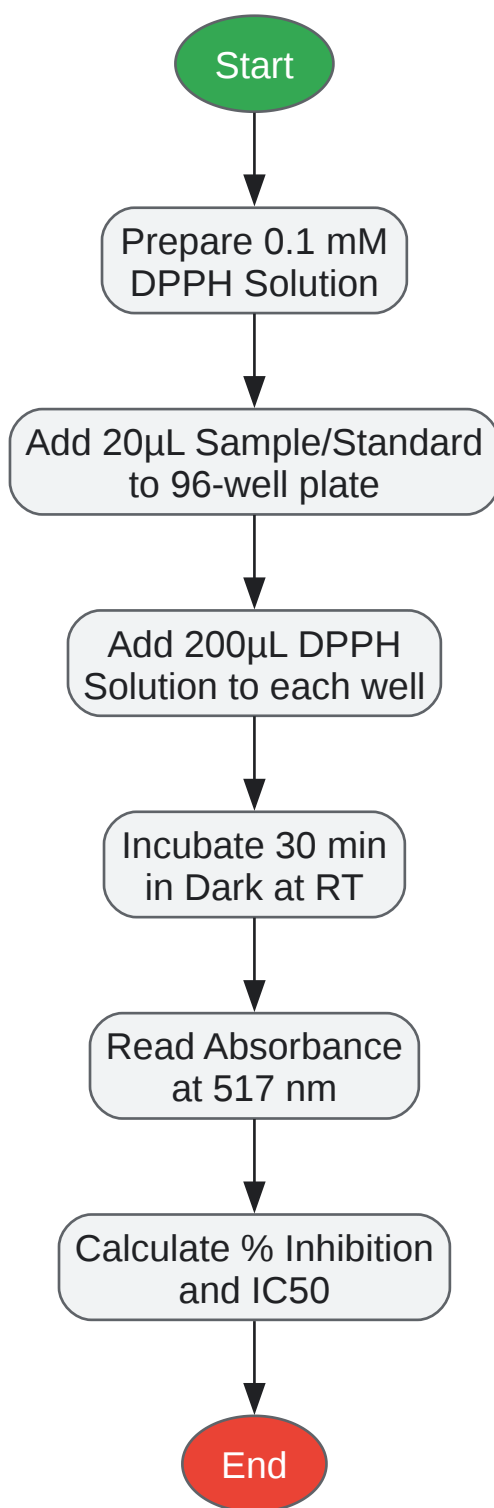 Start
Prepare 0.1 mM
DPPH Solution
Add 20µL Sample/Standard
to 96-well plate
Add 200µL DPPH
Solution to each well
Incubate 30 min
in Dark at RT
Read Absorbance
at 517 nm
Calculate % Inhibition
and IC50
End